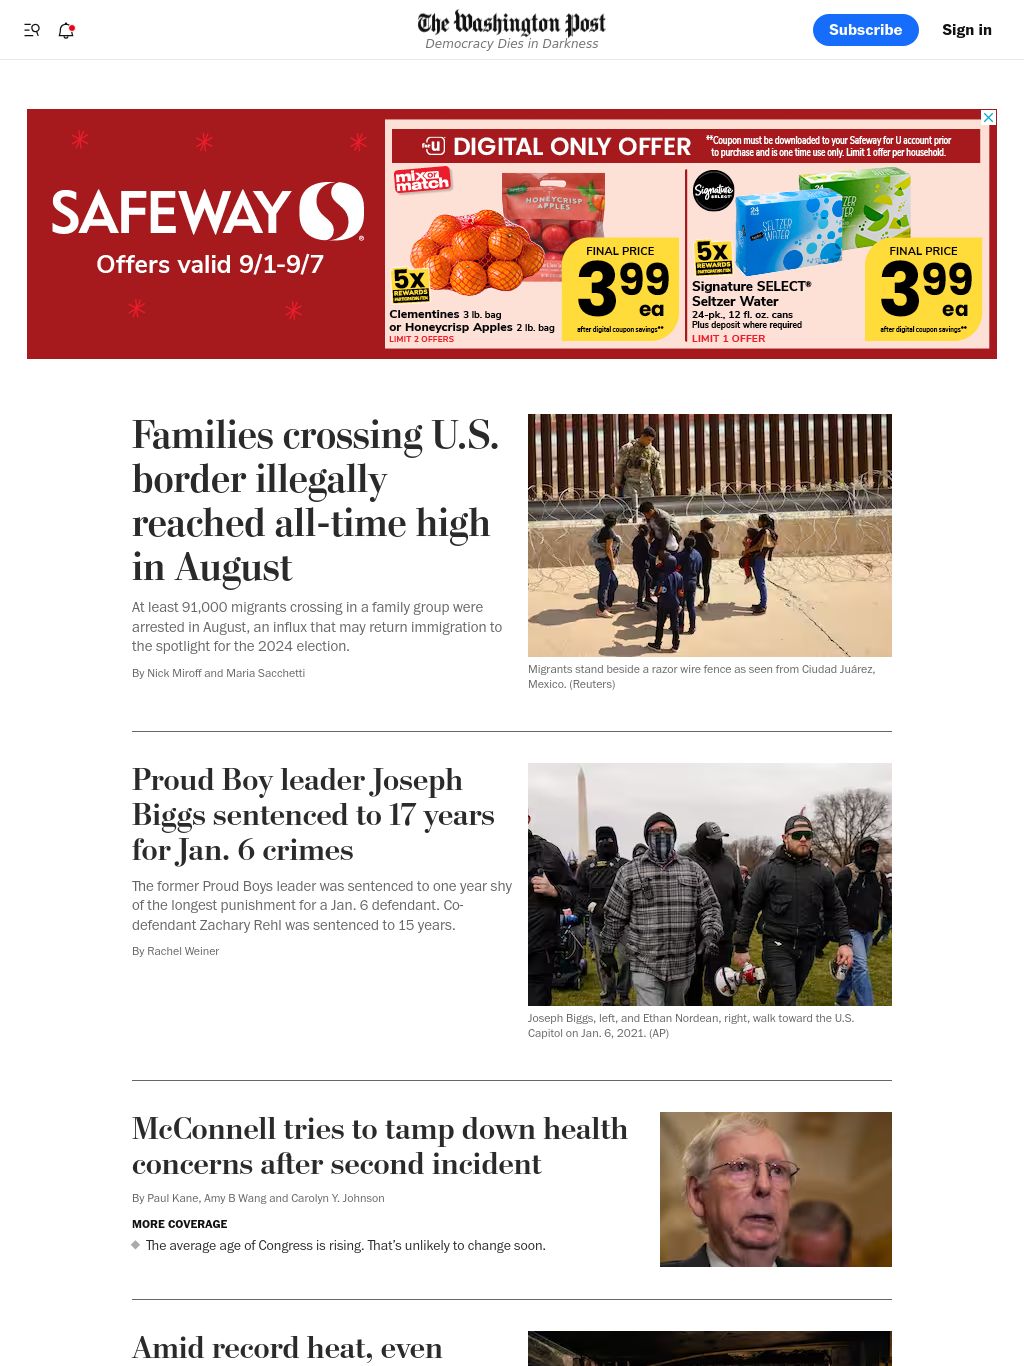 The Washington Post
Democracy Dies in Darkness
Subscribe
Sign in
SAFEWAY
Offers valid 9/1-9/7
for U DIGITAL ONLY OFFER
**Coupon must be downloaded to your Safeway for U account prior
to purchase and is one time use only. Limit 1 offer per household.
mix or
match
HONEYCRISP
APPLES
5x
REWARDS
PARTICIPATING ITEM
FINAL PRICE
3 99
ea
after digital coupon savings**
Clementines 3 lb. bag
or Honeycrisp Apples 2 lb. bag
LIMIT 2 OFFERS
Signature
SELECT
24
SELTZER
WATER
24
5x
REWARDS
PARTICIPATING ITEM
FINAL PRICE
3 99
ea
after digital coupon savings**
Signature SELECT®
Seltzer Water
24-pk., 12 fl. oz. cans
Plus deposit where required
LIMIT 1 OFFER
Families crossing U.S.
border illegally
reached all-time high
in August
At least 91,000 migrants crossing in a family group were
arrested in August, an influx that may return immigration to
the spotlight for the 2024 election.
By Nick Miroff and Maria Sacchetti
Migrants stand beside a razor wire fence as seen from Ciudad Juárez,
Mexico. (Reuters)
Proud Boy leader Joseph
Biggs sentenced to 17 years
for Jan. 6 crimes
The former Proud Boys leader was sentenced to one year shy
of the longest punishment for a Jan. 6 defendant. Co-
defendant Zachary Rehl was sentenced to 15 years.
By Rachel Weiner
Joseph Biggs, left, and Ethan Nordean, right, walk toward the U.S.
Capitol on Jan. 6, 2021. (AP)
McConnell tries to tamp down health
concerns after second incident
By Paul Kane, Amy B Wang and Carolyn Y. Johnson
MORE COVERAGE
The average age of Congress is rising. That's unlikely to change soon.
Amid record heat, even